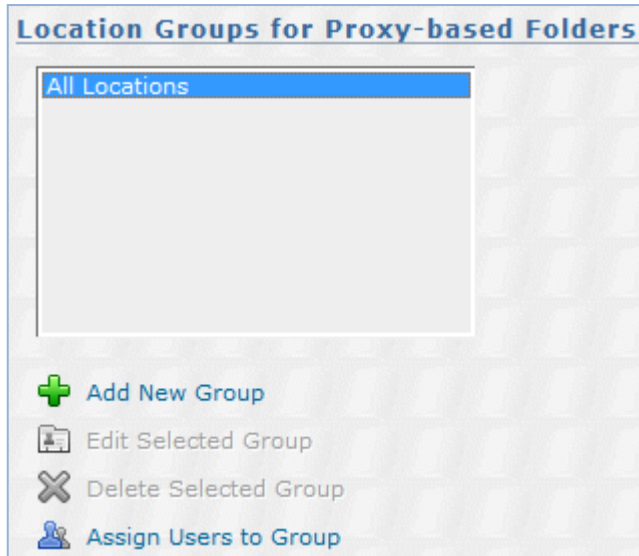 Location Groups for Proxy-based Folders
All Locations
Add New Group
Edit Selected Group
Delete Selected Group
Assign Users to Group